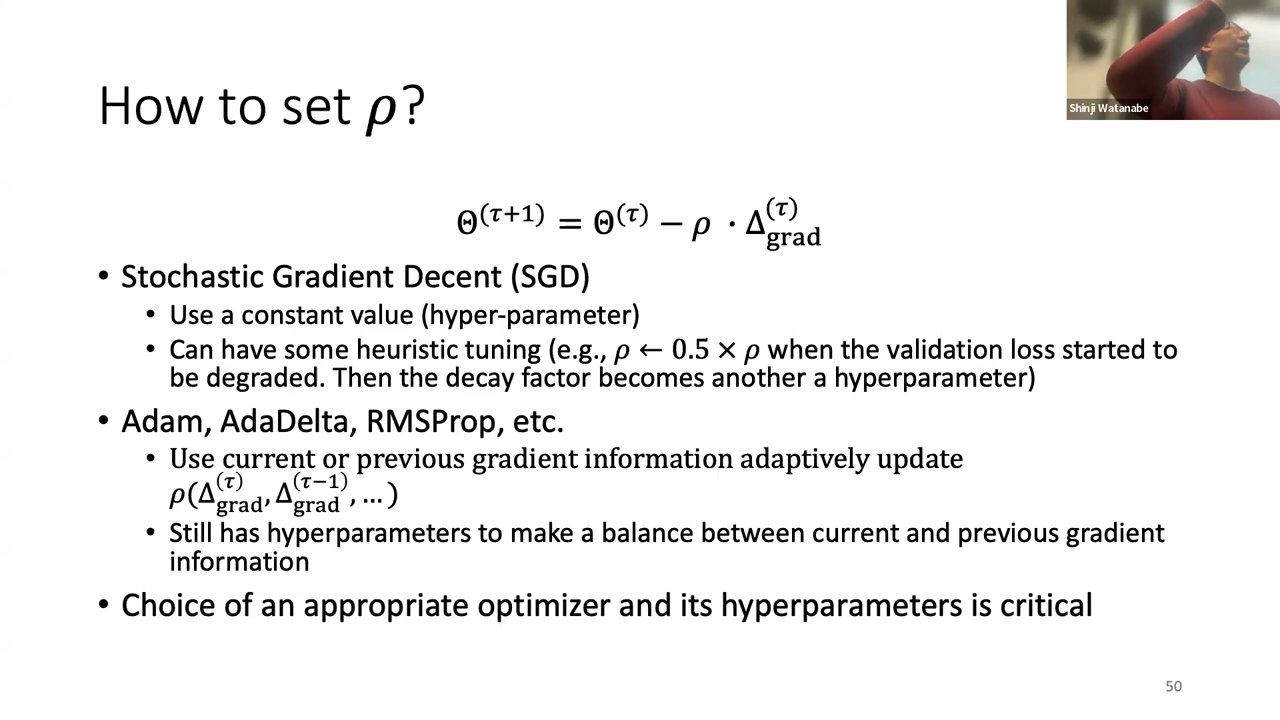 Shinji Watanabe
How to set ρ?
Θ^(τ+1) = Θ^(τ) − ρ · Δ_grad^(τ)
• Stochastic Gradient Decent (SGD)
• Use a constant value (hyper-parameter)
• Can have some heuristic tuning (e.g., ρ ← 0.5 × ρ when the validation loss started to
be degraded. Then the decay factor becomes another a hyperparameter)
• Adam, AdaDelta, RMSProp, etc.
• Use current or previous gradient information adaptively update
ρ(Δ_grad^(τ), Δ_grad^(τ−1), … )
• Still has hyperparameters to make a balance between current and previous gradient
information
• Choice of an appropriate optimizer and its hyperparameters is critical
50